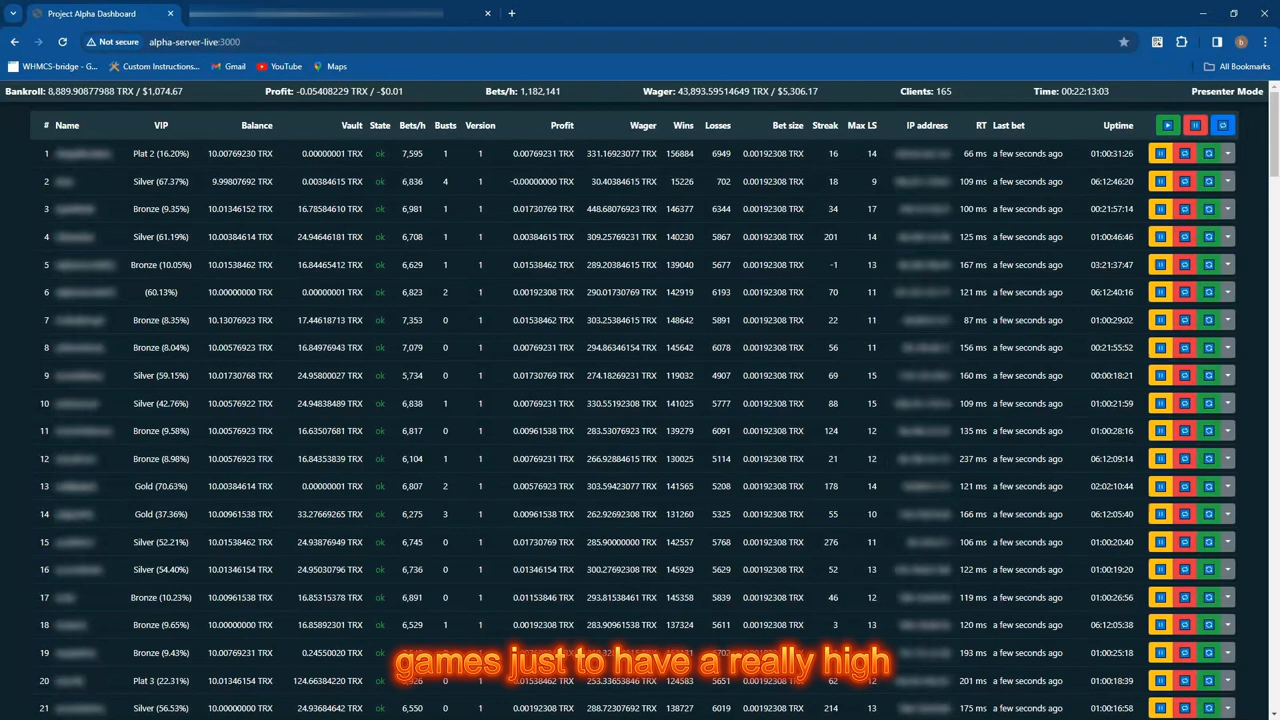 Project Alpha Dashboard
Not secure alpha-server-live:3000
WHMCS-bridge - G... Custom Instructions... Gmail YouTube Maps All Bookmarks
Bankroll: 8,889.90877988 TRX / $1,074.67 Profit: -0.05408229 TRX / -$0.01 Bets/h: 1,182,141 Wager: 43,893.59514649 TRX / $5,306.17 Clients: 165 Time: 00:22:13:03 Presenter Mode
# Name VIP Balance Vault State Bets/h Busts Version Profit Wager Wins Losses Bet size Streak Max LS IP address RT Last bet Uptime
1 Plat 2 (16.20%) 10.00769230 TRX 0.00000001 TRX ok 7,595 1 1 TRX 331.16923077 TRX 156884 6949 0.00192308 TRX 16 14 66 ms a few seconds ago 01:00:31:26
2 Silver (67.37%) 9.99807692 TRX 0.00384615 TRX ok 6,836 4 1 TRX 30.40384615 TRX 15226 702 0.00192308 TRX 18 9 109 ms a few seconds ago 06:12:46:20
3 Bronze (9.35%) 10.01346152 TRX 16.78584610 TRX ok 6,981 1 1 0.01730769 TRX 448.68076923 TRX 146377 6344 0.00192308 TRX 34 17 100 ms a few seconds ago 00:21:57:14
4 Silver (61.19%) 10.00384614 TRX 24.94646181 TRX ok 6,708 1 1 TRX 309.25769231 TRX 140230 5867 0.00192308 TRX 201 14 125 ms a few seconds ago 01:00:46:46
5 Bronze (10.05%) 10.01538462 TRX 16.84465412 TRX ok 6,629 1 1 0.01538462 TRX 289.20384615 TRX 139040 5677 0.00192308 TRX -1 13 167 ms a few seconds ago 03:21:37:47
6 (60.13%) 10.00000000 TRX 0.00000001 TRX ok 6,823 2 1 0.00192308 TRX 290.01730769 TRX 142919 6193 0.00192308 TRX 70 11 121 ms a few seconds ago 06:12:40:16
7 Bronze (8.35%) 10.13076923 TRX 17.44618713 TRX ok 7,353 0 1 0.01538462 TRX 303.25384615 TRX 148642 5891 0.00192308 TRX 22 11 87 ms a few seconds ago 01:00:29:02
8 Bronze (8.04%) 10.00576923 TRX 16.84976943 TRX ok 7,079 0 1 0.00769231 TRX 294.86346154 TRX 145642 6078 0.00192308 TRX 56 11 156 ms a few seconds ago 00:21:55:52
9 Silver (59.15%) 10.01730768 TRX 24.95800027 TRX ok 5,734 0 1 0.01730769 TRX 274.18269231 TRX 119032 4907 0.00192308 TRX 69 15 160 ms a few seconds ago 00:00:18:21
10 Silver (42.76%) 10.00576922 TRX 24.94838489 TRX ok 6,838 1 1 0.00769231 TRX 330.55192308 TRX 141025 5777 0.00192308 TRX 88 15 109 ms a few seconds ago 01:00:21:59
11 Bronze (9.58%) 10.00576923 TRX 16.63507681 TRX ok 6,817 0 1 0.00961538 TRX 283.53076923 TRX 139279 6091 0.00192308 TRX 124 12 135 ms a few seconds ago 01:00:28:16
12 Bronze (8.98%) 10.00576923 TRX 16.84944328 TRX ok 6,104 1 1 0.00961538 TRX 266.92884615 TRX 130025 5114 0.00192308 TRX 21 12 237 ms a few seconds ago 06:12:09:14
13 Gold (70.63%) 10.00384614 TRX 0.00000001 TRX ok 6,807 2 1 0.00576923 TRX 303.59423077 TRX 141565 5208 0.00192308 TRX 178 14 121 ms a few seconds ago 02:02:10:44
14 Gold (37.36%) 10.00961538 TRX 33.27669265 TRX ok 6,275 3 1 0.00961538 TRX 262.92692308 TRX 131260 5325 0.00192308 TRX 55 10 166 ms a few seconds ago 06:12:05:40
15 Silver (52.21%) 10.01538462 TRX 24.93876949 TRX ok 6,745 0 1 0.01730769 TRX 285.90000000 TRX 142557 5768 0.00192308 TRX 276 11 106 ms a few seconds ago 01:00:20:40
16 Silver (54.40%) 10.01346154 TRX 24.95030796 TRX ok 6,736 0 1 0.01346154 TRX 300.27692308 TRX 145929 5629 0.00192308 TRX 52 13 122 ms a few seconds ago 01:00:19:20
17 Bronze (10.23%) 10.01346154 TRX 16.85315373 TRX ok 6,891 0 1 0.01153846 TRX 293.81538462 TRX 145358 5839 0.00192308 TRX 46 12 119 ms a few seconds ago 01:00:26:56
18 Bronze (9.65%) 10.00000000 TRX 16.85892301 TRX ok 6,529 1 1 0.00192308 TRX 283.90961538 TRX 137328 5611 0.00192308 TRX 3 13 120 ms a few seconds ago 01:00:26:58
19 Bronze (9.43%) 10.00000000 TRX 0.24550020 TRX ok 1 13 193 ms a few seconds ago 01:00:28:17
games just to have a really high
20 Plat 3 (22.31%) 10.00961538 TRX 124.66380223 TRX ok 0 1 0.00961538 TRX 253.33653846 TRX 124587 5138 0.00192308 TRX 12 201 ms a few seconds ago 01:00:18:39
21 Silver (56.53%) 10.00961538 TRX 24.93684642 TRX ok 6,550 0 1 0.00961538 TRX 288.72307692 TRX 138697 6019 0.00192308 TRX 214 13 175 ms a few seconds ago 01:00:16:58